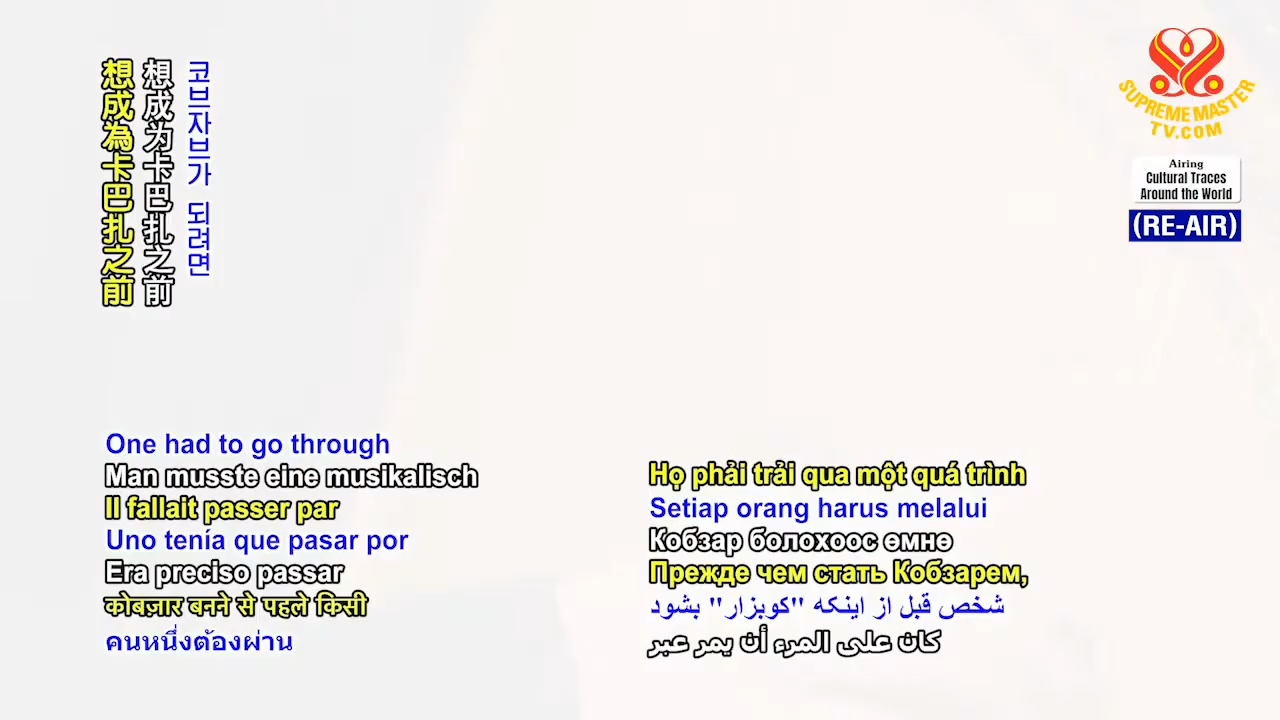 想成為卡巴扎之前
想成为卡巴扎之前
코브자브가 되려면
SUPREME MASTER
TV.COM
Airing
Cultural Traces
Around the World
(RE-AIR)
One had to go through
Man musste eine musikalisch
Il fallait passer par
Uno tenía que pasar por
Era preciso passar
कोबज़ार बनने से पहले किसी
คนหนึ่งต้องผ่าน
Họ phải trải qua một quá trình
Setiap orang harus melalui
Кобзар болохоос өмнө
Прежде чем стать Кобзарем,
شخص قبل از اینکه "کوبزار" بشود
كان على المرء أن يمر عبر